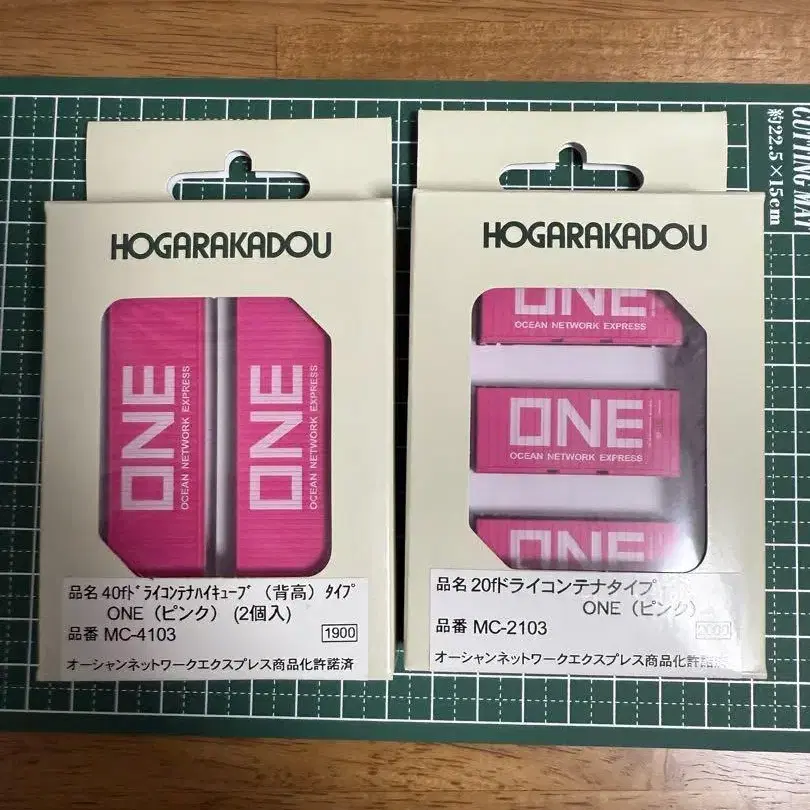 CUTTING MAT
約22.5×15cm
HOGARAKADOU
ONE
OCEAN NETWORK EXPRESS
ONE
OCEAN NETWORK EXPRESS
品名 40fﾄﾞﾗｲｺﾝﾃﾅﾊｲｷｭｰﾌﾞ（背高）ﾀｲﾌﾟ
ONE（ピンク） (2個入)
品番 MC-4103
1900
オーシャンネットワークエクスプレス商品化許諾済
HOGARAKADOU
ONE
OCEAN NETWORK EXPRESS
ONE
OCEAN NETWORK EXPRESS
ONE
品名 20fドライコンテナタイプ
ONE（ピンク）
品番 MC-2103
オーシャンネットワークエクスプレス商品化許諾済